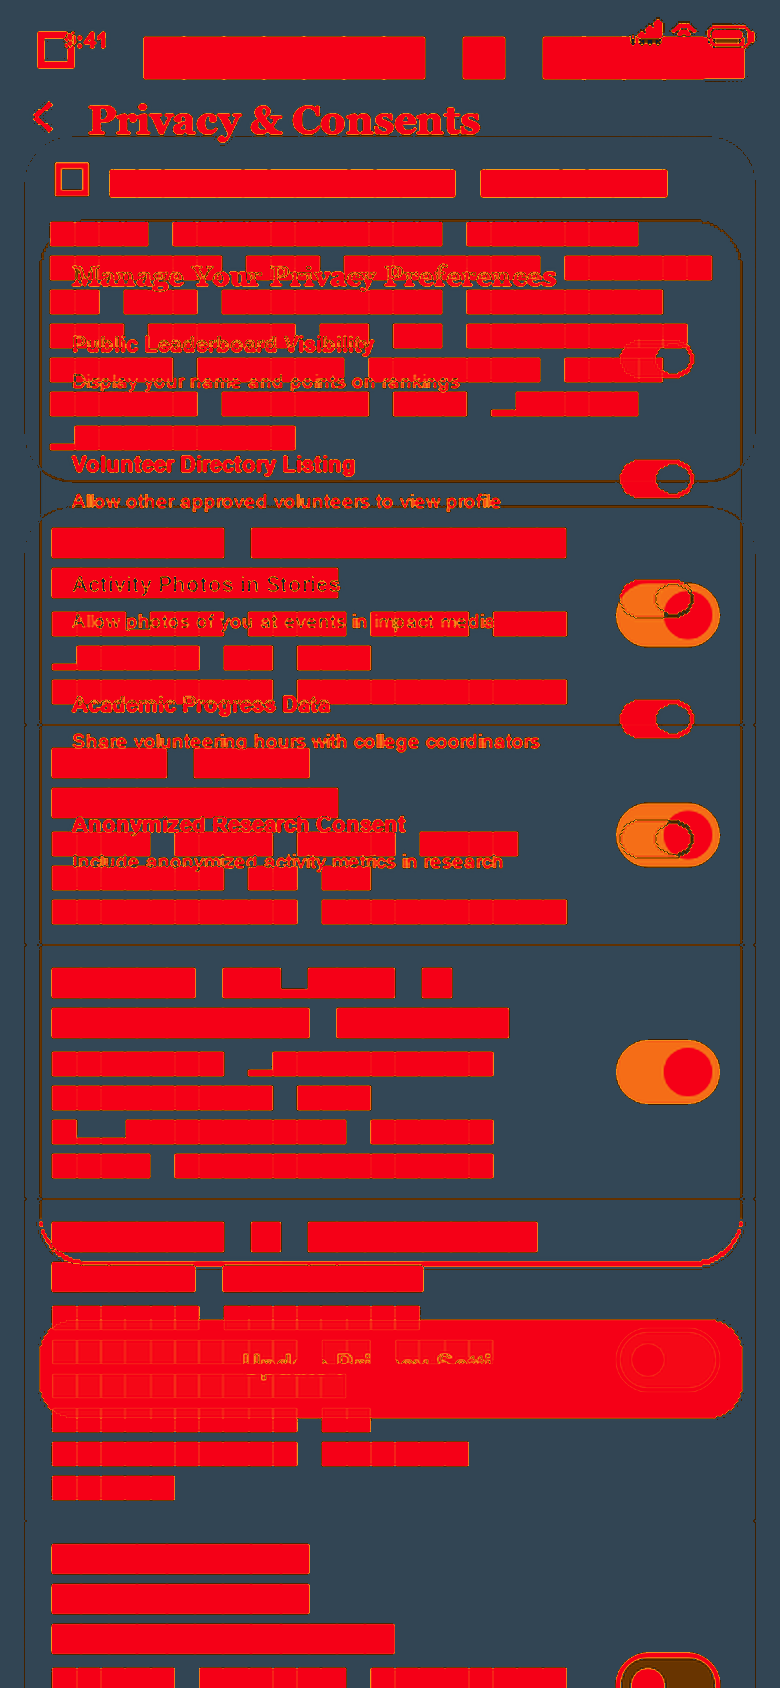 9:41
Privacy & Consents
Manage Your Privacy Preferences
Public Leaderboard Visibility
Display your name and points on rankings
Volunteer Directory Listing
Allow other approved volunteers to view profile
Activity Photos in Stories
Allow photos of you at events in impact media
Academic Progress Data
Share volunteering hours with college coordinators
Anonymized Research Consent
Include anonymized activity metrics in research
Update Privacy